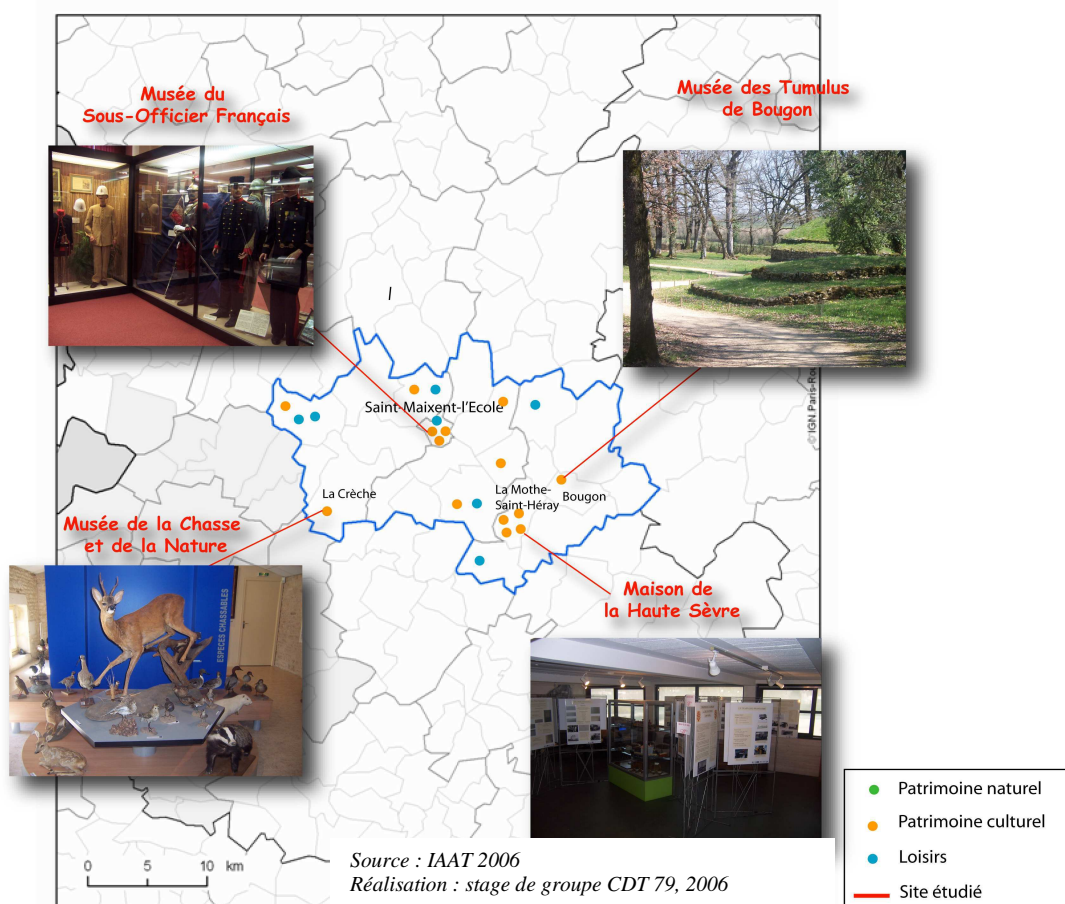 Musée du
Sous-Officier Français
Musée des Tumulus
de Bougon
l
© IGN Paris-
Saint-Maixent-l'Ecole
La Crèche
La Mothe-
Saint-Héray
Bougon
Musée de la Chasse
et de la Nature
Maison de
la Haute Sèvre
ESPECES CHASSABLES
0 5 10 km
Source : IAAT 2006
Réalisation : stage de groupe CDT 79, 2006
Patrimoine naturel
Patrimoine culturel
Loisirs
Site étudié